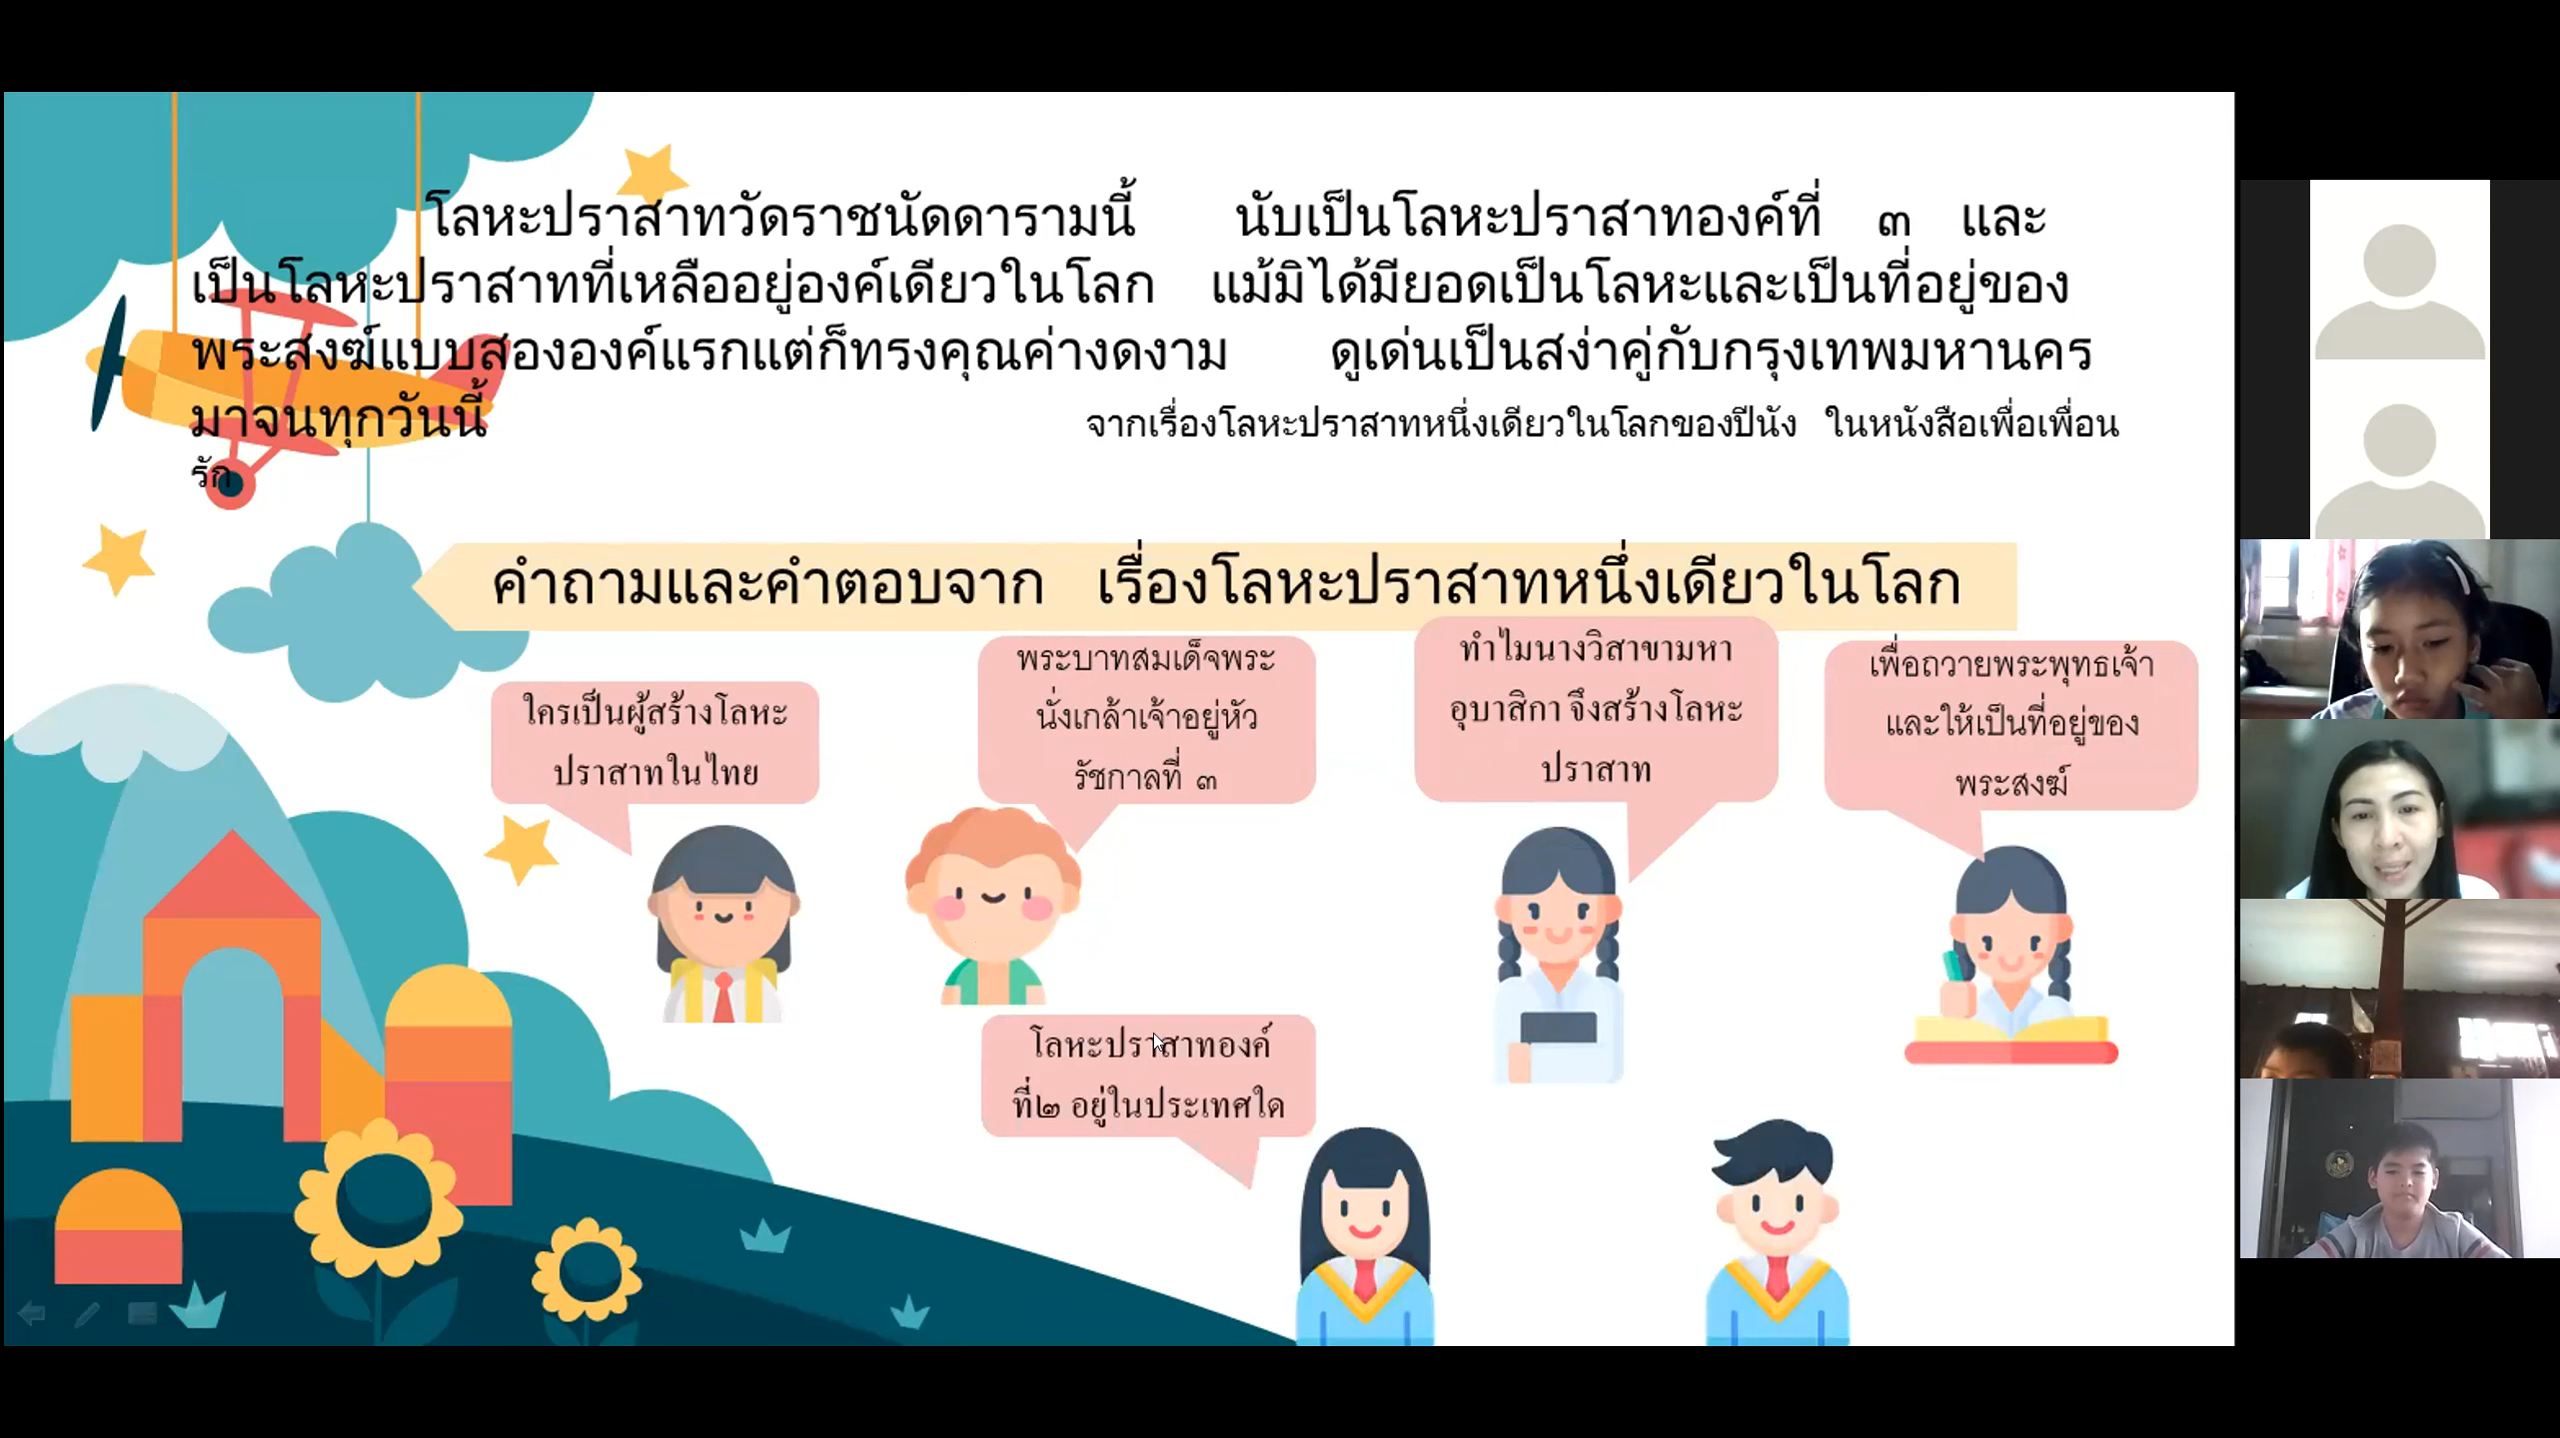 โลหะปราสาทวัดราชนัดดารามนี้ นับเป็นโลหะปราสาทองค์ที่ ๓ และ
เป็นโลหะปราสาทที่เหลืออยู่องค์เดียวในโลก แม้มิได้มียอดเป็นโลหะและเป็นที่อยู่ของ
พระสงฆ์แบบสององค์แรกแต่ก็ทรงคุณค่างดงาม ดูเด่นเป็นสง่าคู่กับกรุงเทพมหานคร
มาจนทุกวันนี้ จากเรื่องโลหะปราสาทหนึ่งเดียวในโลกของปีนัง ในหนังสือเพื่อเพื่อน
รัก
คำถามและคำตอบจาก เรื่องโลหะปราสาทหนึ่งเดียวในโลก
ใครเป็นผู้สร้างโลหะ
ปราสาทในไทย
พระบาทสมเด็จพระ
นั่งเกล้าเจ้าอยู่หัว
รัชกาลที่ ๓
ทำไมนางวิสาขามหา
อุบาสิกา จึงสร้างโลหะ
ปราสาท
เพื่อถวายพระพุทธเจ้า
และให้เป็นที่อยู่ของ
พระสงฆ์
โลหะปราสาทองค์
ที่๒ อยู่ในประเทศใด